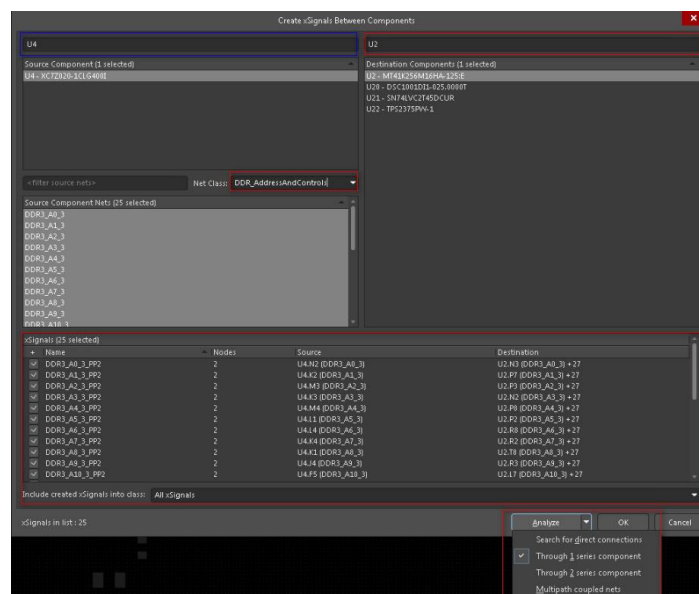 Create xSignals Between Components
U4
U2
Source Component (1 selected)
U4 - XC7Z020-1CLG400I
Destination Components (1 selected)
U2 - MT41K256M16HA-125:E
U20 - DSC1001DI1-025.0000T
U21 - SN74LVC2T45DCUR
U22 - TPS2375PW-1
<filter source nets>
Net Class: DDR_AddressAndControls
Source Component Nets (25 selected)
DDR3_A0_3
DDR3_A1_3
DDR3_A2_3
DDR3_A3_3
DDR3_A4_3
DDR3_A5_3
DDR3_A6_3
DDR3_A7_3
DDR3_A8_3
DDR3_A9_3
DDR3_A10_3
xSignals (25 selected)
+ Name Nodes Source Destination
DDR3_A0_3_PP2 2 U4.N2 (DDR3_A0_3) U2.N3 (DDR3_A0_3) +27
DDR3_A1_3_PP2 2 U4.K2 (DDR3_A1_3) U2.P7 (DDR3_A1_3) +27
DDR3_A2_3_PP2 2 U4.M3 (DDR3_A2_3) U2.P3 (DDR3_A2_3) +27
DDR3_A3_3_PP2 2 U4.K3 (DDR3_A3_3) U2.N2 (DDR3_A3_3) +27
DDR3_A4_3_PP2 2 U4.M4 (DDR3_A4_3) U2.P8 (DDR3_A4_3) +27
DDR3_A5_3_PP2 2 U4.L1 (DDR3_A5_3) U2.P2 (DDR3_A5_3) +27
DDR3_A6_3_PP2 2 U4.L4 (DDR3_A6_3) U2.R8 (DDR3_A6_3) +27
DDR3_A7_3_PP2 2 U4.K4 (DDR3_A7_3) U2.R2 (DDR3_A7_3) +27
DDR3_A8_3_PP2 2 U4.K1 (DDR3_A8_3) U2.T8 (DDR3_A8_3) +27
DDR3_A9_3_PP2 2 U4.J4 (DDR3_A9_3) U2.R3 (DDR3_A9_3) +27
DDR3_A10_3_PP2 2 U4.F5 (DDR3_A10_3) U2.L7 (DDR3_A10_3) +27
Include created xSignals into class: All xSignals
xSignals in list : 25
Analyze OK Cancel
Search for direct connections
Through 1 series component
Through 2 series component
Multipath coupled nets